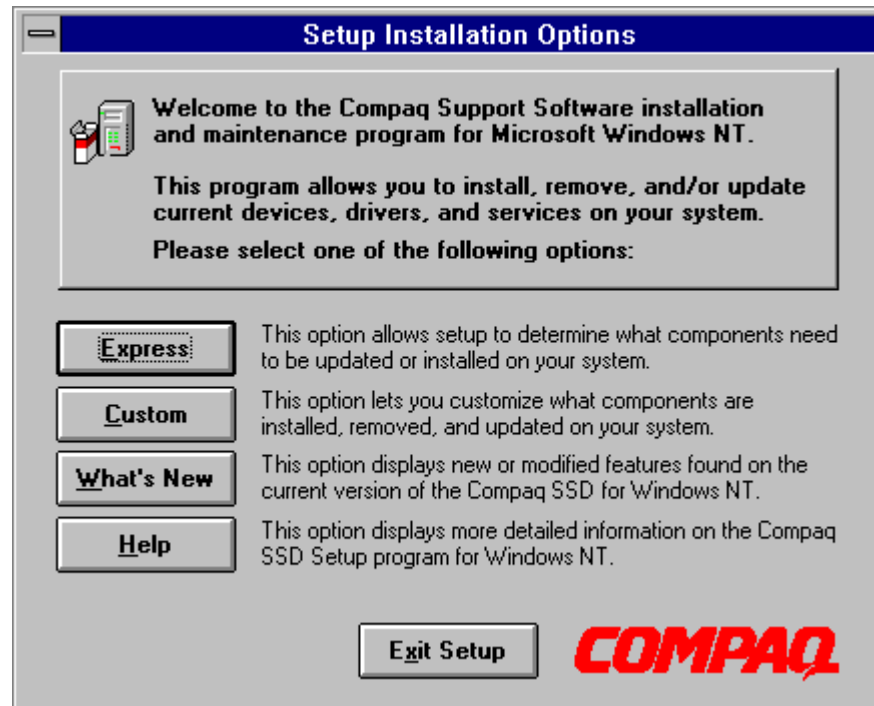 Setup Installation Options
Welcome to the Compaq Support Software installation
and maintenance program for Microsoft Windows NT.
This program allows you to install, remove, and/or update
current devices, drivers, and services on your system.
Please select one of the following options:
Express
This option allows setup to determine what components need
to be updated or installed on your system.
Custom
This option lets you customize what components are
installed, removed, and updated on your system.
What's New
This option displays new or modified features found on the
current version of the Compaq SSD for Windows NT.
Help
This option displays more detailed information on the Compaq
SSD Setup program for Windows NT.
Exit Setup
COMPAQ